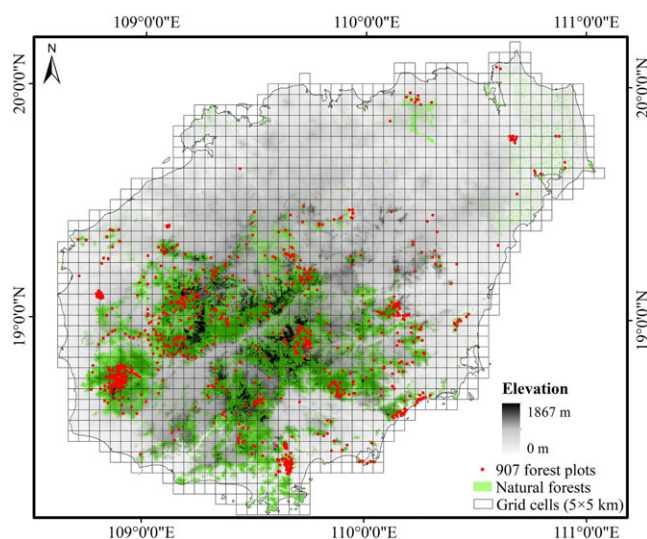 109°0'0"E 110°0'0"E 111°0'0"E
N
20°0'0"N 20°0'0"N
19°0'0"N 19°0'0"N
Elevation
1867 m
0 m
907 forest plots
Natural forests
Grid cells (5×5 km)
109°0'0"E 110°0'0"E 111°0'0"E